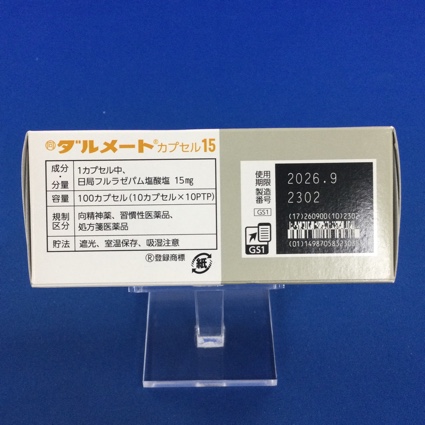 向 ダルメート®カプセル15
成分・分量 1カプセル中、
日局フルラゼパム塩酸塩 15mg
容量 100カプセル(10カプセル×10PTP)
規制区分 向精神薬、習慣性医薬品、
処方箋医薬品
貯法 遮光、室温保存、吸湿注意
®登録商標
紙
使用期限 2026.9
製造番号 2302
GS1
(17)260900(10)2302
GS1